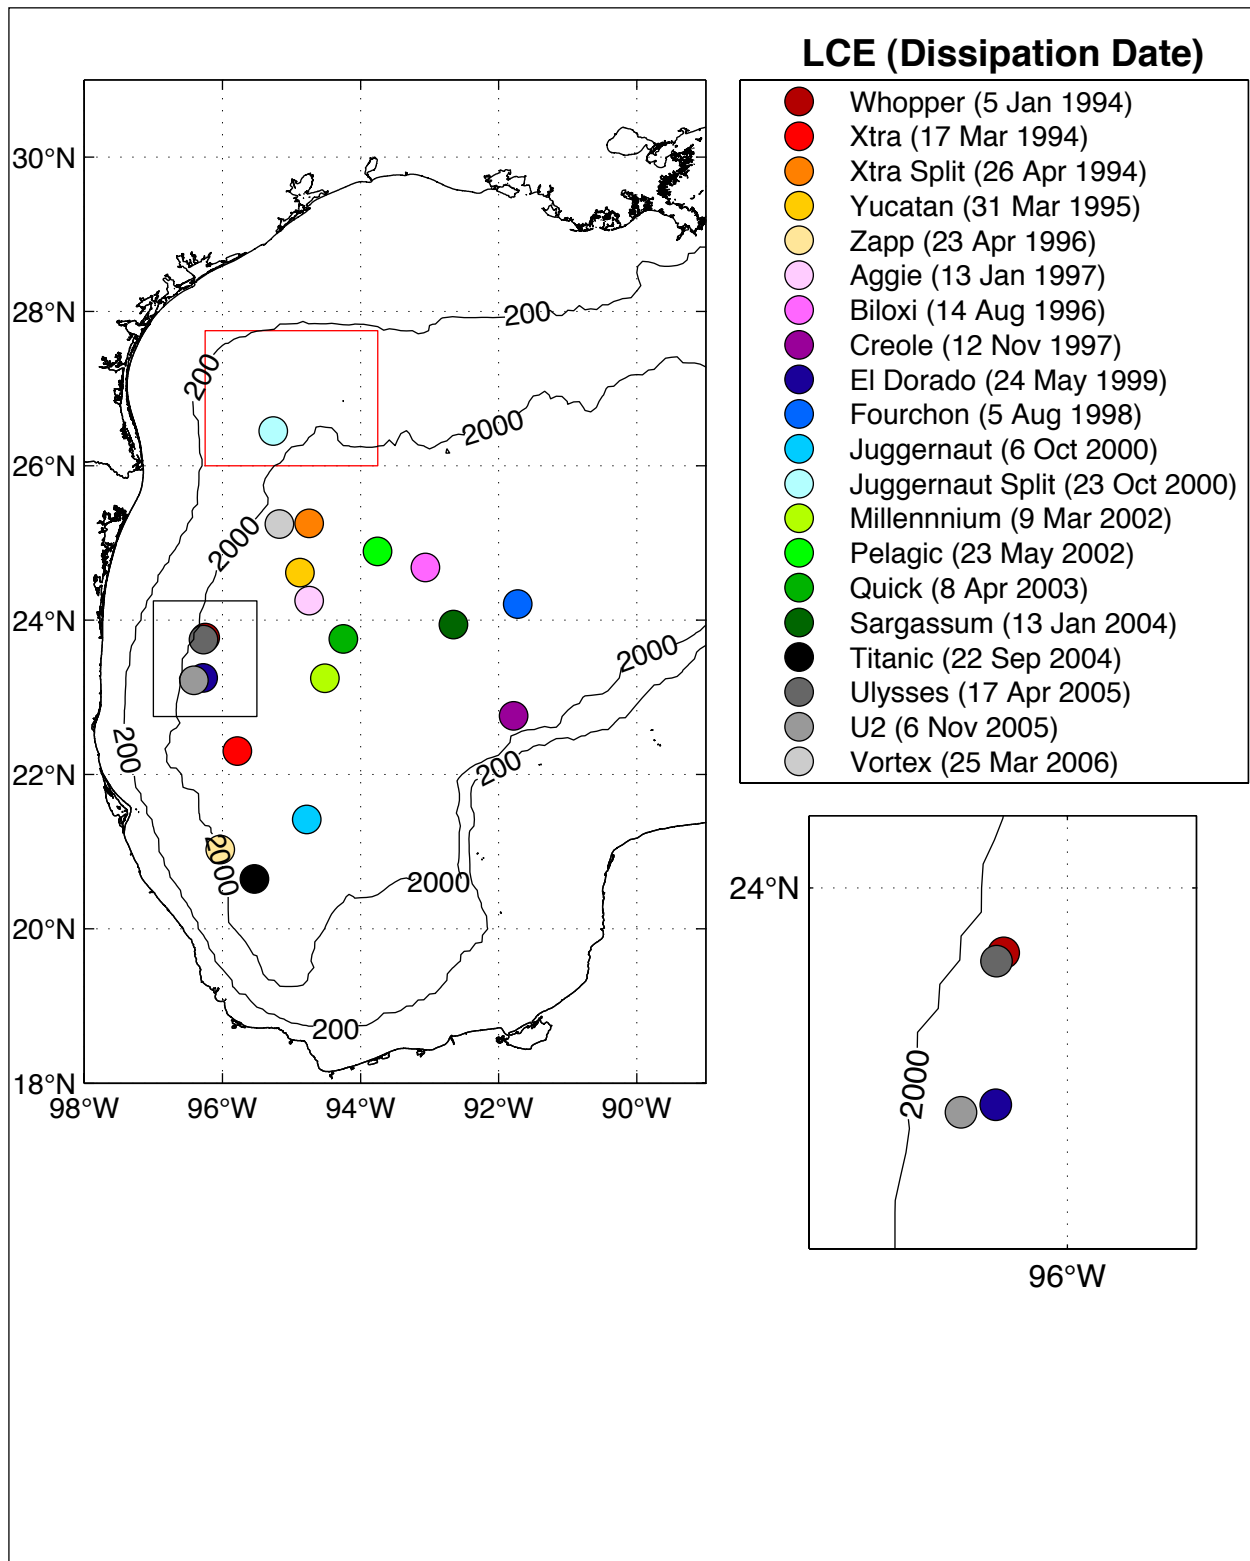 LCE (Dissipation Date)
Whopper (5 Jan 1994)
Xtra (17 Mar 1994)
Xtra Split (26 Apr 1994)
Yucatan (31 Mar 1995)
Zapp (23 Apr 1996)
Aggie (13 Jan 1997)
Biloxi (14 Aug 1996)
Creole (12 Nov 1997)
El Dorado (24 May 1999)
Fourchon (5 Aug 1998)
Juggernaut (6 Oct 2000)
Juggernaut Split (23 Oct 2000)
Millennnium (9 Mar 2002)
Pelagic (23 May 2002)
Quick (8 Apr 2003)
Sargassum (13 Jan 2004)
Titanic (22 Sep 2004)
Ulysses (17 Apr 2005)
U2 (6 Nov 2005)
Vortex (25 Mar 2006)
30°N
28°N
26°N
24°N
22°N
20°N
18°N
98°W
96°W
94°W
92°W
90°W
200
200
2000
2000
2000
200
200
2000
2000
200
24°N
2000
96°W